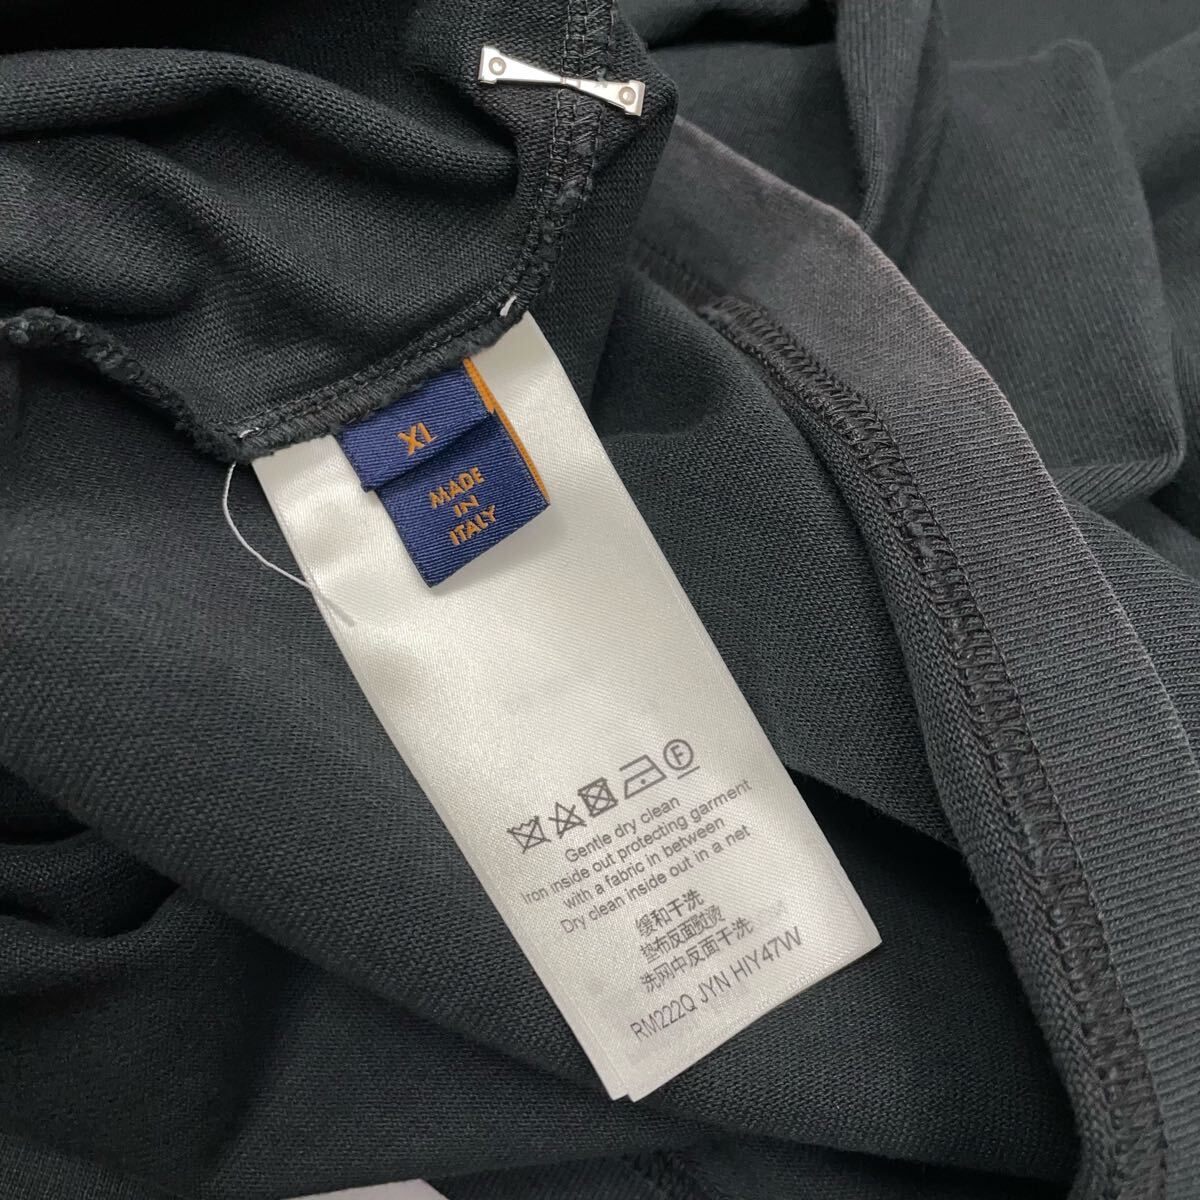 XL
MADE
IN
ITALY
F
Gentle dry clean
Iron inside out protecting garment
with a fabric in between
Dry clean inside out in a net
缓和干洗
垫布反面熨烫
洗网中反面干洗
RM222Q JYN HIY47W